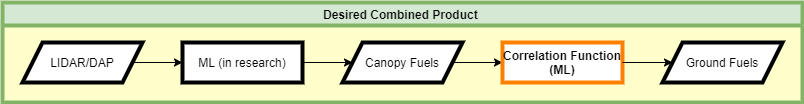 Desired Combined Product
LIDAR/DAP
ML (in research)
Canopy Fuels
Correlation Function
(ML)
Ground Fuels